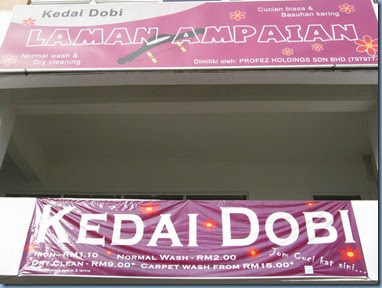 Kedai Dobi
Cucian biasa &
Basuhan kering
LAMAN AMPAIAN
Normal wash &
Dry cleaning
Dimiliki oleh: PROFEZ HOLDINGS SDN BHD (797977-
KEDAI DOBI
IRON - RM1.10 NORMAL WASH - RM2.00
DRY CLEAN - RM9.00* CARPET WASH FROM RM15.00*
Jom Cuci kat sini...